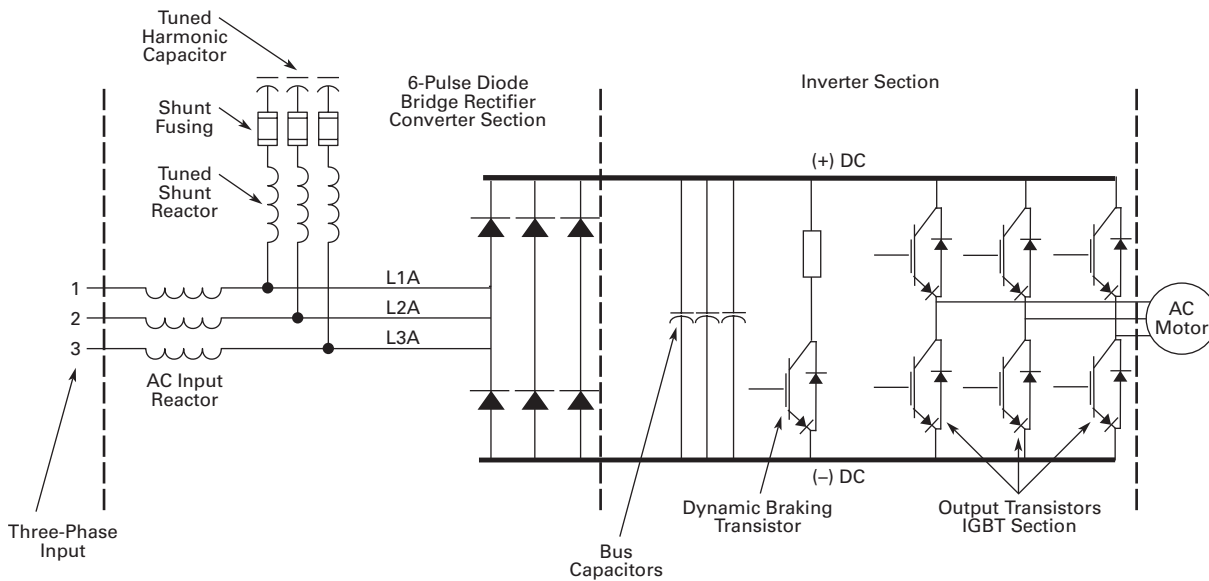 Tuned
Harmonic
Capacitor
Shunt
Fusing
Tuned
Shunt
Reactor
6-Pulse Diode
Bridge Rectifier
Converter Section
Inverter Section
(+) DC
1
2
3
L1A
L2A
L3A
AC Input
Reactor
AC
Motor
(–) DC
Three-Phase
Input
Bus
Capacitors
Dynamic Braking
Transistor
Output Transistors
IGBT Section